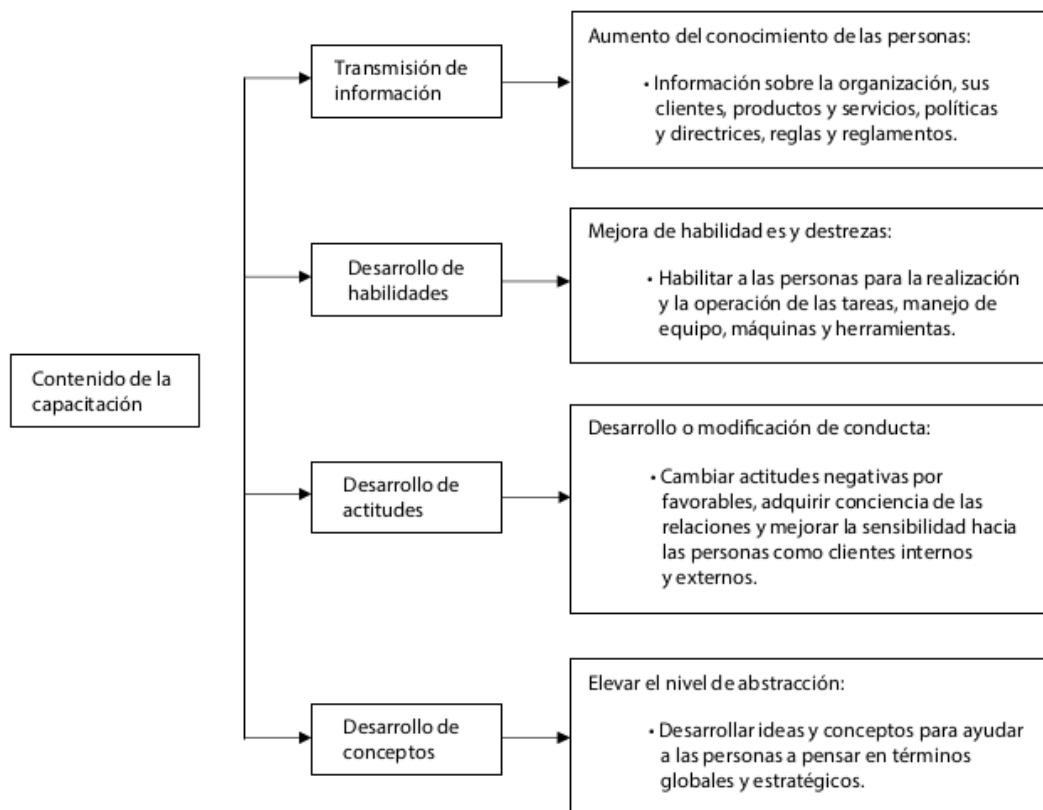 Contenido de la
capacitación
Transmisión de
información
Aumento del conocimiento de las personas:
• Información sobre la organización, sus
clientes, productos y servicios, políticas
y directrices, reglas y reglamentos.
Desarrollo de
habilidades
Mejora de habilidad es y destrezas:
• Habilitar a las personas para la realización
y la operación de las tareas, manejo de
equipo, máquinas y herramientas.
Desarrollo de
actitudes
Desarrollo o modificación de conducta:
• Cambiar actitudes negativas por
favorables, adquirir conciencia de las
relaciones y mejorar la sensibilidad hacia
las personas como clientes internos
y externos.
Desarrollo de
conceptos
Elevar el nivel de abstracción:
• Desarrollar ideas y conceptos para ayudar
a las personas a pensar en términos
globales y estratégicos.